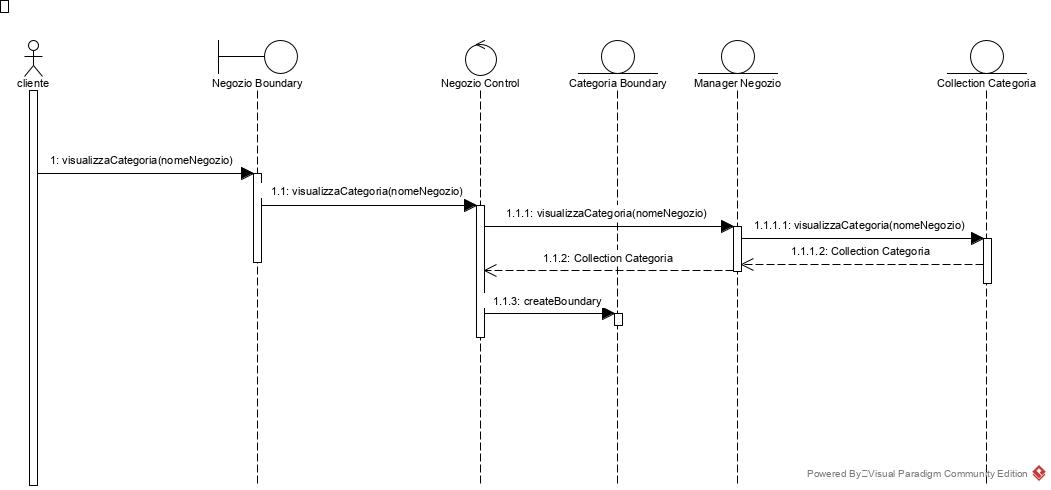 cliente
Negozio Boundary
Negozio Control
Categoria Boundary
Manager Negozio
Collection Categoria
1: visualizzaCategoria(nomeNegozio)
1.1: visualizzaCategoria(nomeNegozio)
1.1.1: visualizzaCategoria(nomeNegozio)
1.1.1.1: visualizzaCategoria(nomeNegozio)
1.1.1.2: Collection Categoria
1.1.2: Collection Categoria
1.1.3: createBoundary
Powered By Visual Paradigm Community Edition